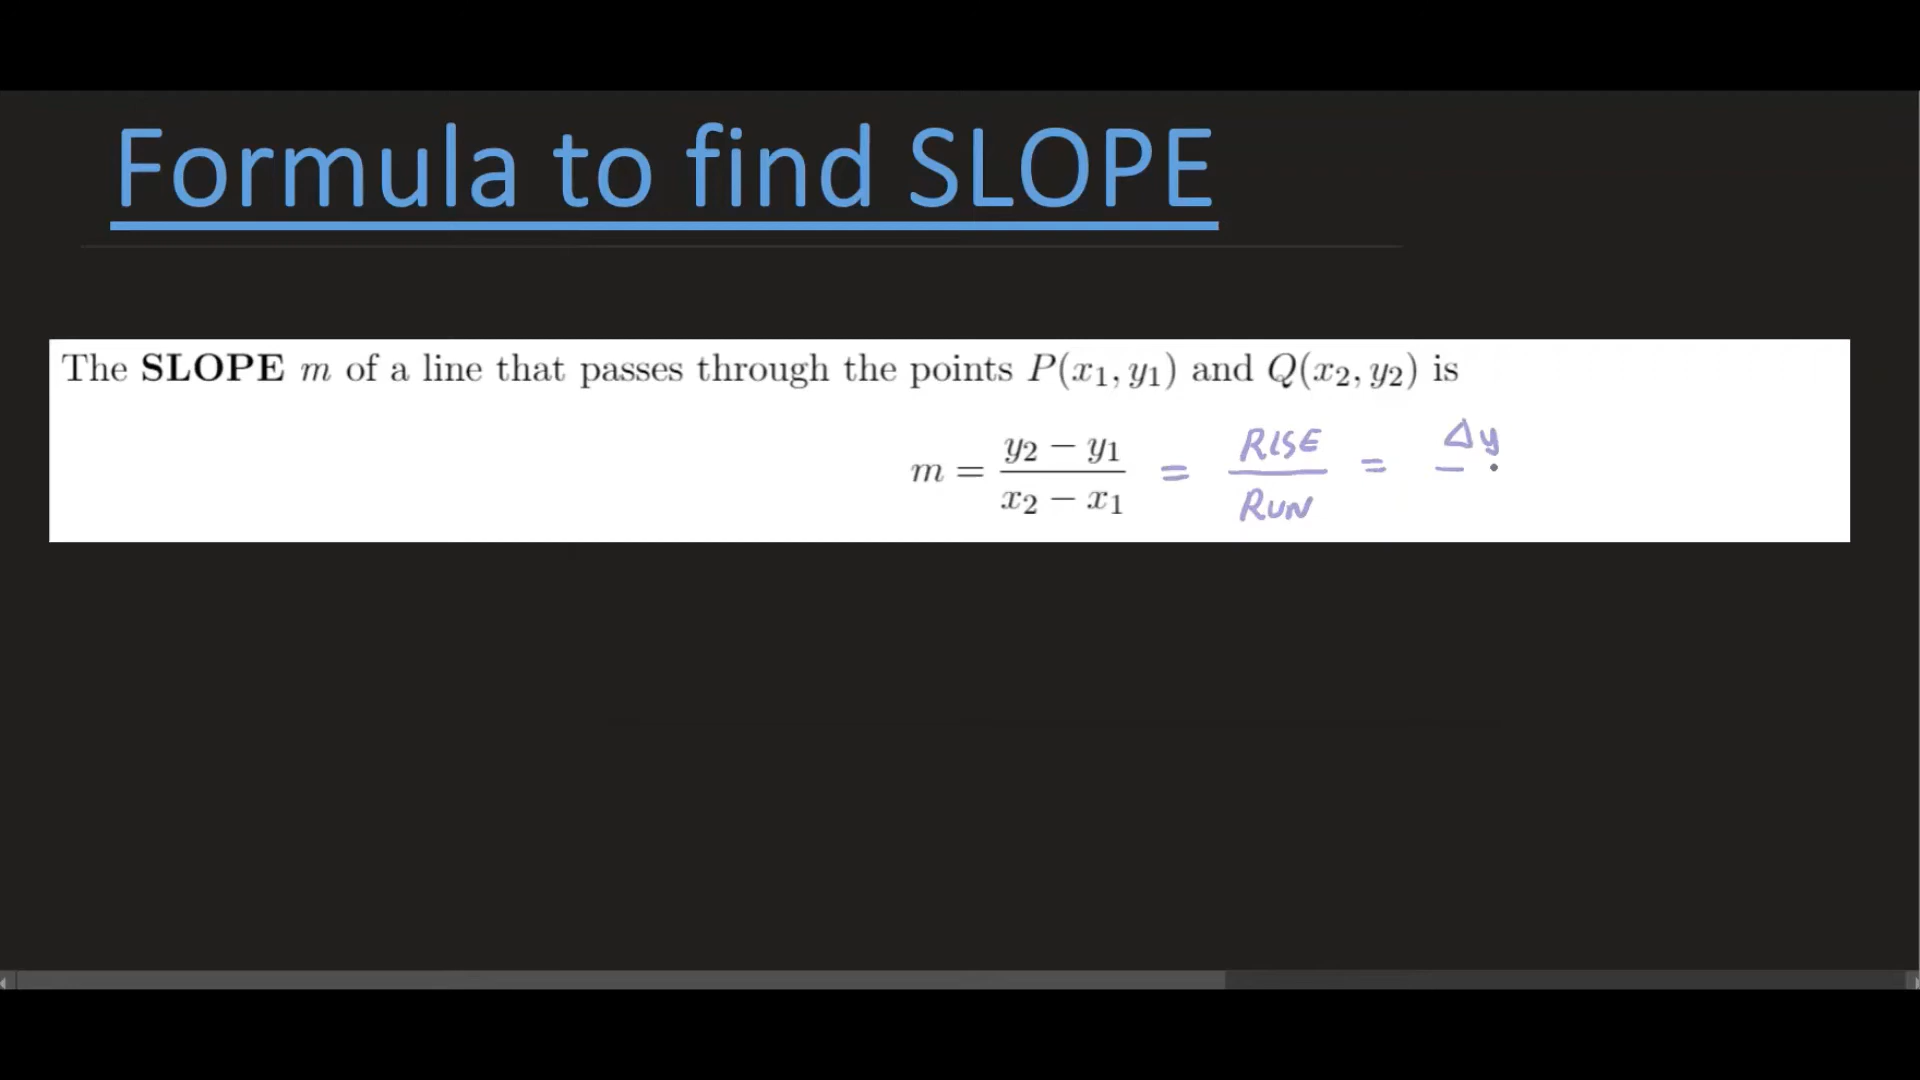 Formula to find SLOPE
The SLOPE m of a line that passes through the points P(x₁, y₁) and Q(x₂, y₂) is
m = (y₂ − y₁)/(x₂ − x₁) = RISE/RUN = Δy